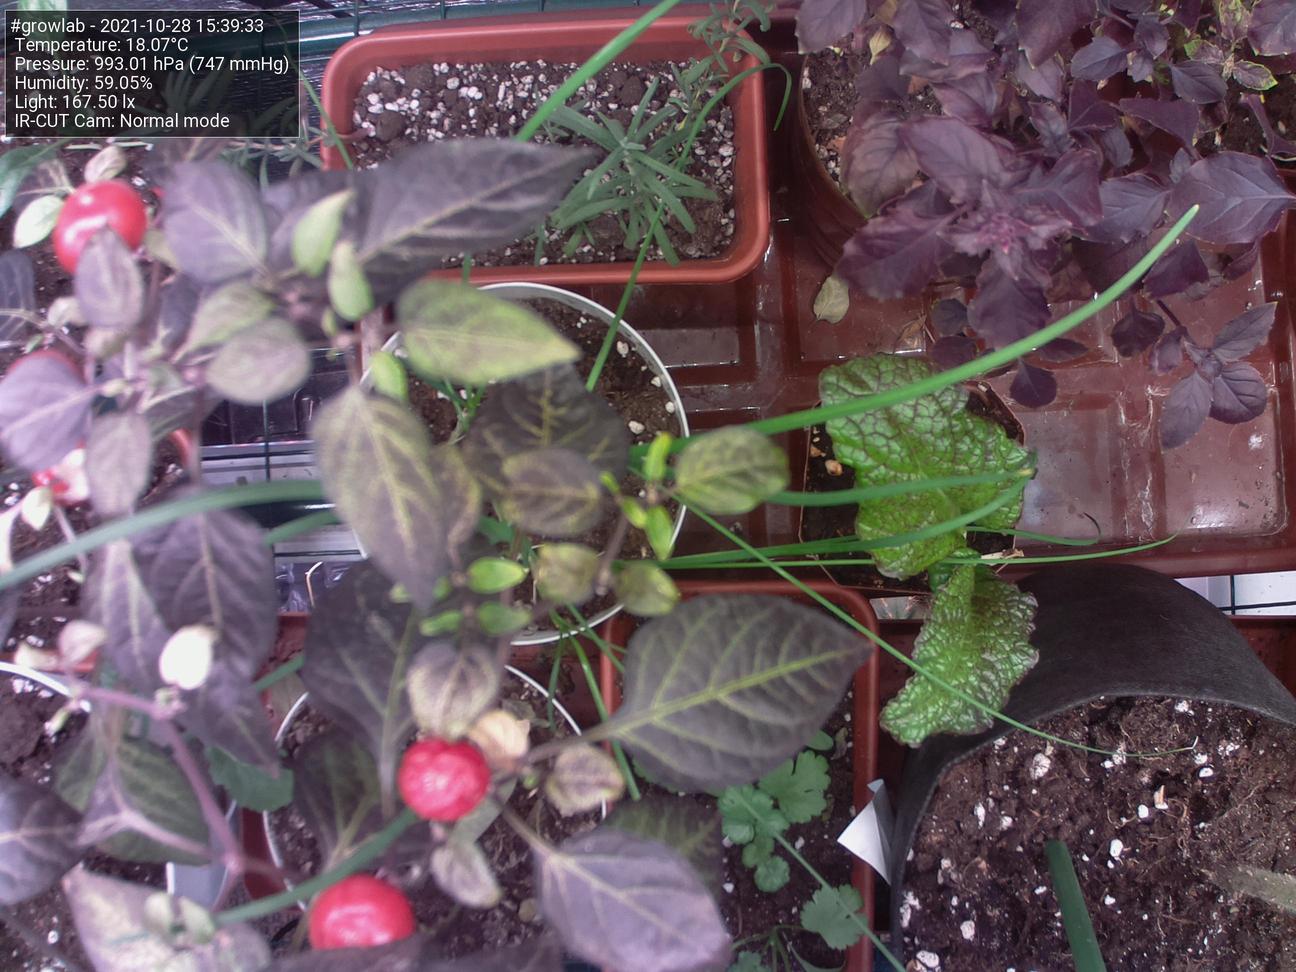 #growlab - 2021-10-28 15:39:33
Temperature: 18.07°C
Pressure: 993.01 hPa (747 mmHg)
Humidity: 59.05%
Light: 167.50 lx
IR-CUT Cam: Normal mode